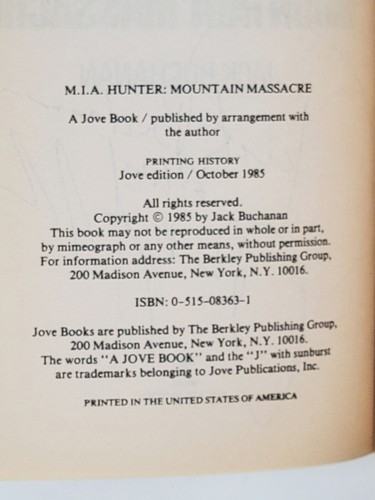 M.I.A. HUNTER: MOUNTAIN MASSACRE
A Jove Book / published by arrangement with
the author
PRINTING HISTORY
Jove edition / October 1985
All rights reserved.
Copyright © 1985 by Jack Buchanan
This book may not be reproduced in whole or in part,
by mimeograph or any other means, without permission.
For information address: The Berkley Publishing Group,
200 Madison Avenue, New York, N.Y. 10016.
ISBN: 0-515-08363-1
Jove Books are published by The Berkley Publishing Group,
200 Madison Avenue, New York, N.Y. 10016.
The words "A JOVE BOOK" and the "J" with sunburst
are trademarks belonging to Jove Publications, Inc.
PRINTED IN THE UNITED STATES OF AMERICA